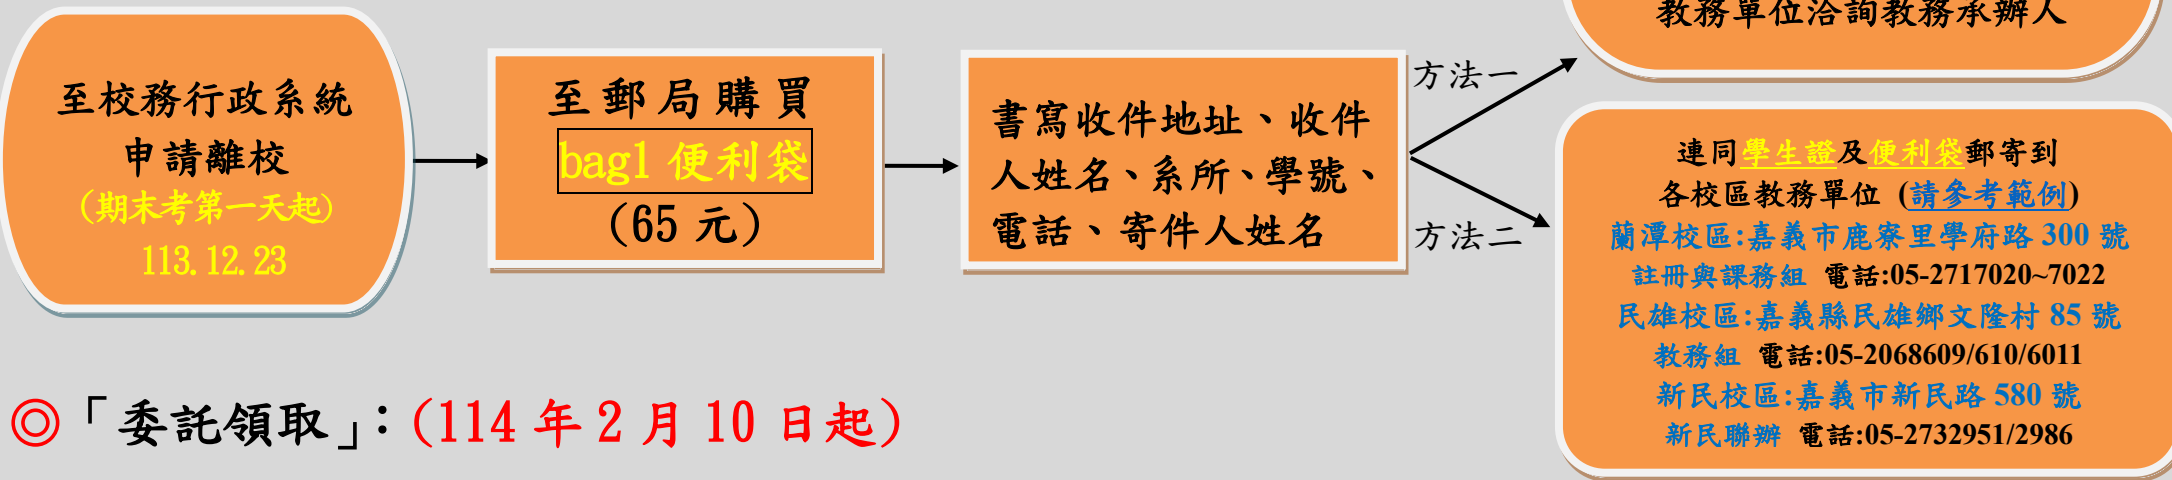 教務單位洽詢教務承辦人
至校務行政系統
申請離校
(期末考第一天起)
113.12.23
至郵局購買
bag1 便利袋
(65 元)
書寫收件地址、收件
人姓名、系所、學號、
電話、寄件人姓名
方法一
方法二
連同學生證及便利袋郵寄到
各校區教務單位 (請參考範例)
蘭潭校區:嘉義市鹿寮里學府路 300 號
註冊與課務組 電話:05-2717020~7022
民雄校區:嘉義縣民雄鄉文隆村 85 號
教務組 電話:05-2068609/610/6011
新民校區:嘉義市新民路 580 號
新民聯辦 電話:05-2732951/2986
◎「委託領取」:(114 年 2 月 10 日起)